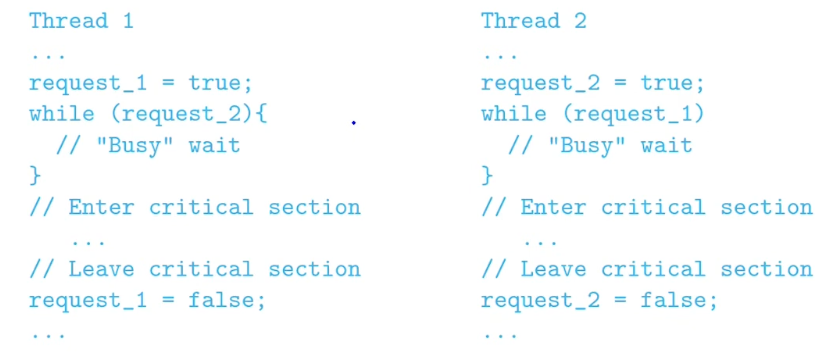 Thread 1
...
request_1 = true;
while (request_2){
// "Busy" wait
}
// Enter critical section
...
// Leave critical section
request_1 = false;
...
Thread 2
...
request_2 = true;
while (request_1)
// "Busy" wait
}
// Enter critical section
...
// Leave critical section
request_2 = false;
...